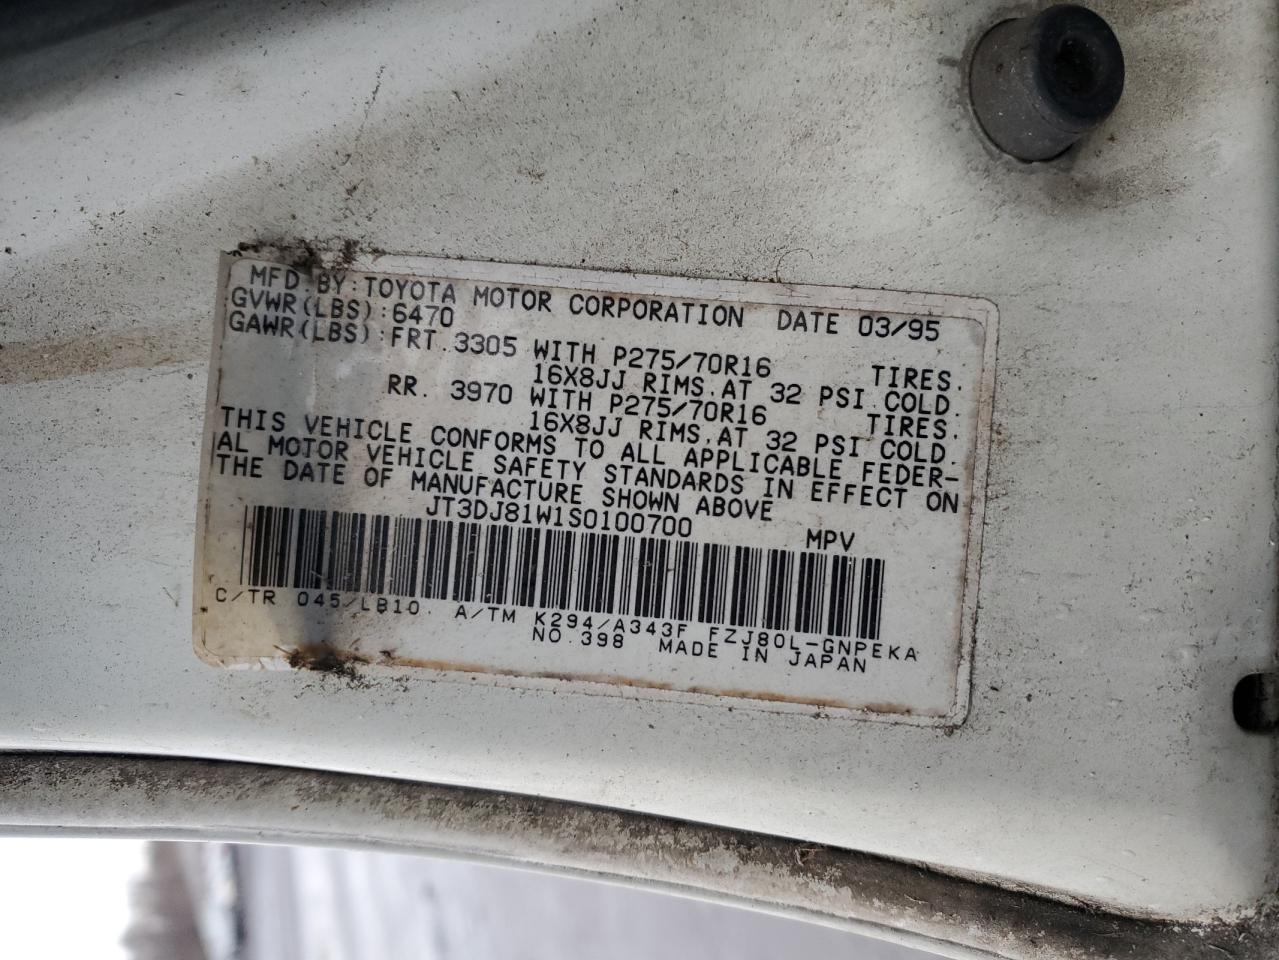 MFD BY:TOYOTA MOTOR CORPORATION DATE 03/95
GVWR(LBS):6470
GAWR(LBS):FRT.3305 WITH P275/70R16 TIRES.
16X8JJ RIMS.AT 32 PSI COLD.
RR. 3970 WITH P275/70R16 TIRES.
16X8JJ RIMS.AT 32 PSI COLD.
THIS VEHICLE CONFORMS TO ALL APPLICABLE FEDER-
AL MOTOR VEHICLE SAFETY STANDARDS IN EFFECT ON
THE DATE OF MANUFACTURE SHOWN ABOVE
JT3DJ81W1S0100700 MPV
C/TR 045/LB10 A/TM K294/A343F FZJ80L-GNPEKA
NO.398 MADE IN JAPAN